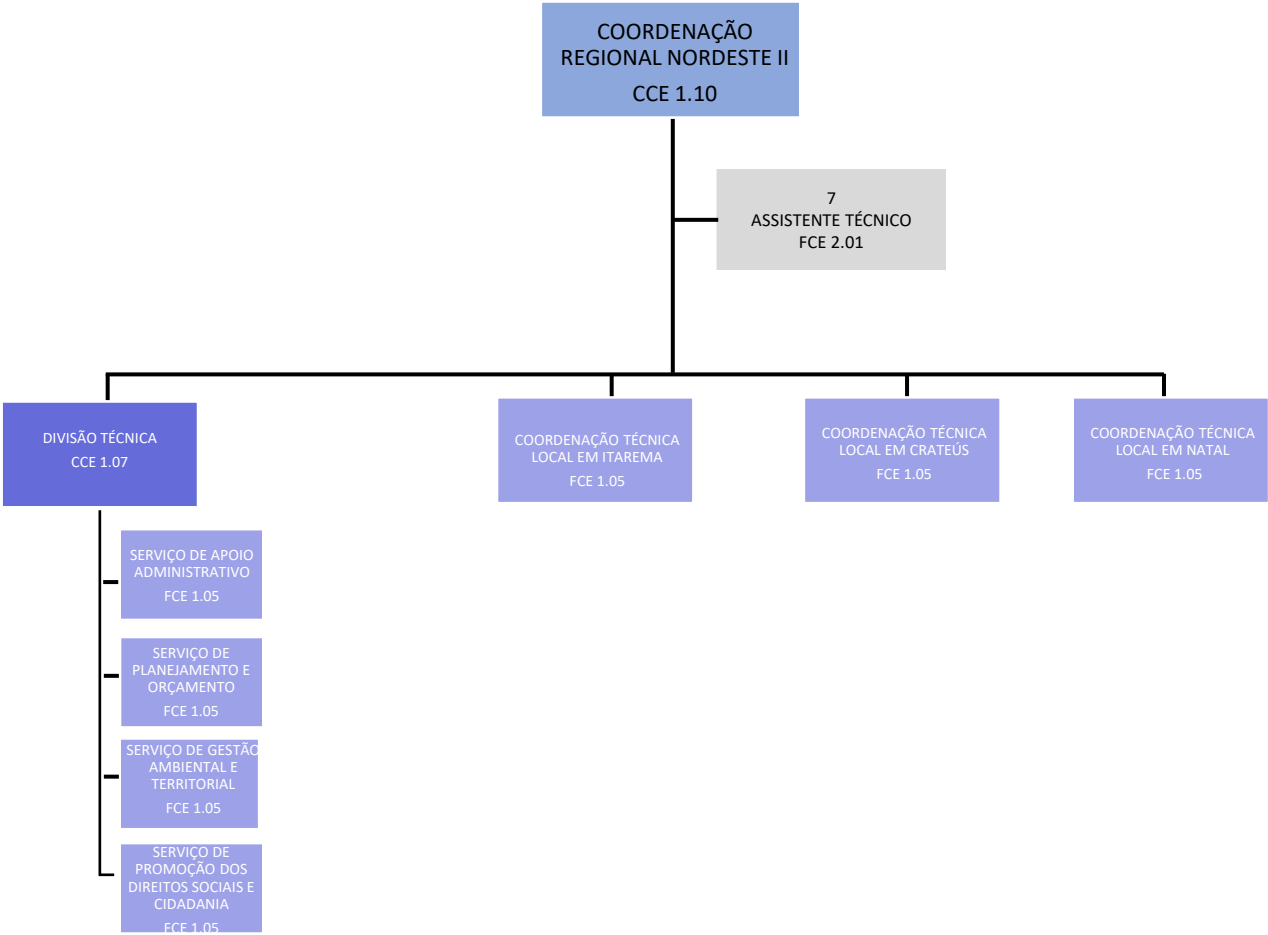 COORDENAÇÃO
REGIONAL NORDESTE II
CCE 1.10
7
ASSISTENTE TÉCNICO
FCE 2.01
DIVISÃO TÉCNICA
CCE 1.07
COORDENAÇÃO TÉCNICA
LOCAL EM ITAREMA
FCE 1.05
COORDENAÇÃO TÉCNICA
LOCAL EM CRATEÚS
FCE 1.05
COORDENAÇÃO TÉCNICA
LOCAL EM NATAL
FCE 1.05
SERVIÇO DE APOIO
ADMINISTRATIVO
FCE 1.05
SERVIÇO DE
PLANEJAMENTO E
ORÇAMENTO
FCE 1.05
SERVIÇO DE GESTÃO
AMBIENTAL E
TERRITORIAL
FCE 1.05
SERVIÇO DE
PROMOÇÃO DOS
DIREITOS SOCIAIS E
CIDADANIA
FCE 1.05